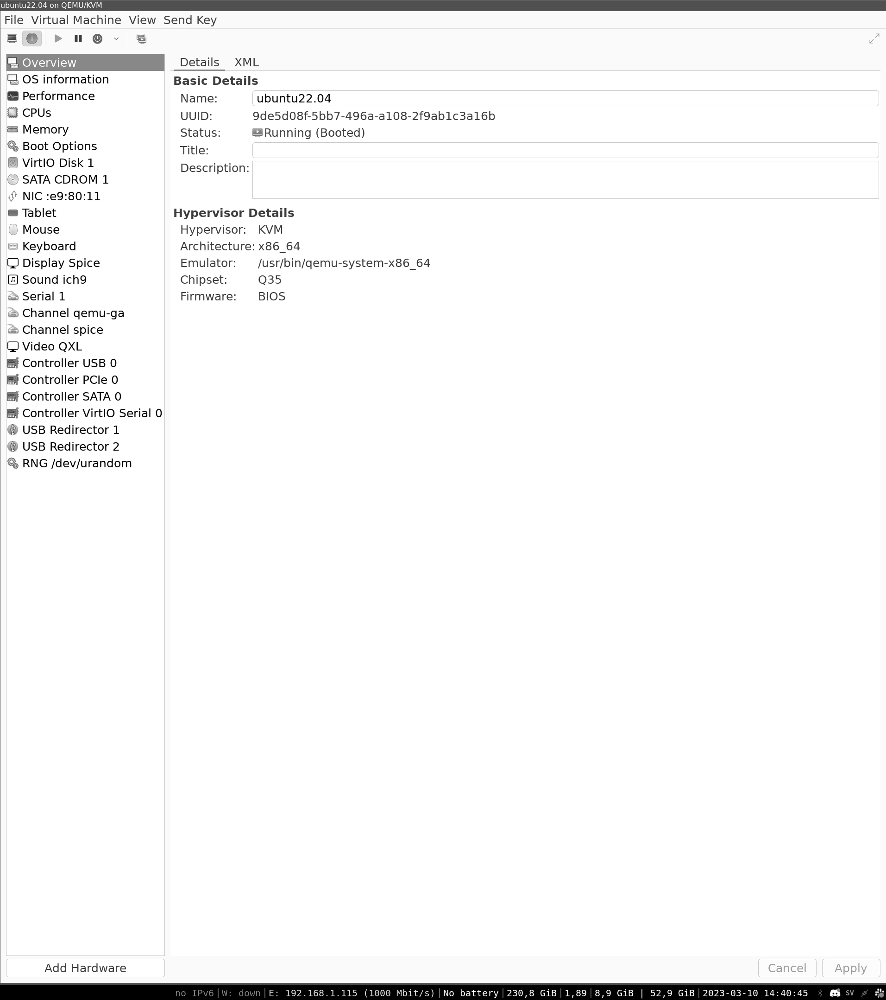 ubuntu22.04 on QEMU/KVM
File Virtual Machine View Send Key
Overview
OS information
Performance
CPUs
Memory
Boot Options
VirtIO Disk 1
SATA CDROM 1
NIC :e9:80:11
Tablet
Mouse
Keyboard
Display Spice
Sound ich9
Serial 1
Channel qemu-ga
Channel spice
Video QXL
Controller USB 0
Controller PCIe 0
Controller SATA 0
Controller VirtIO Serial 0
USB Redirector 1
USB Redirector 2
RNG /dev/urandom
Add Hardware
Details XML
Basic Details
Name: ubuntu22.04
UUID: 9de5d08f-5bb7-496a-a108-2f9ab1c3a16b
Status: Running (Booted)
Title:
Description:
Hypervisor Details
Hypervisor: KVM
Architecture: x86_64
Emulator: /usr/bin/qemu-system-x86_64
Chipset: Q35
Firmware: BIOS
Cancel Apply
no IPv6|W: down|E: 192.168.1.115 (1000 Mbit/s)|No battery|230,8 GiB|1,89|8,9 GiB | 52,9 GiB|2023-03-10 14:40:45 SV